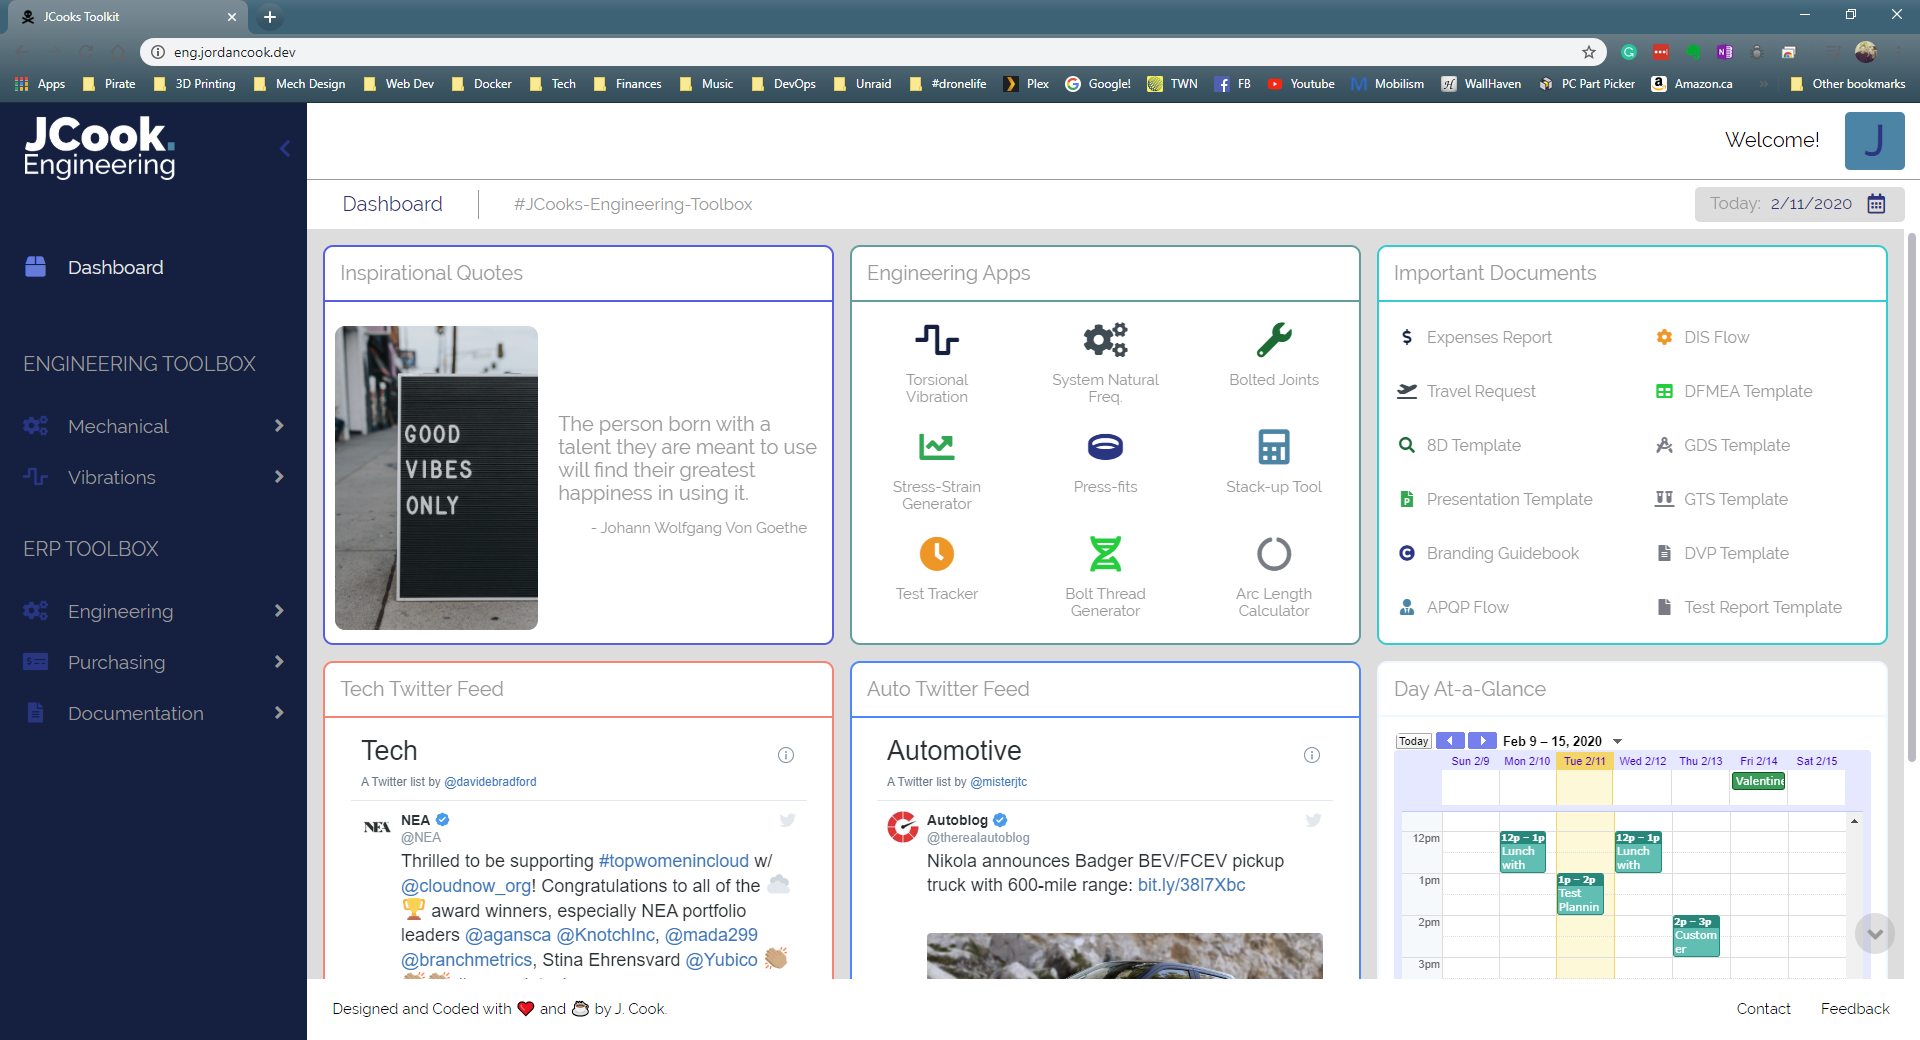 JCooks Toolkit
eng.jordancook.dev
Apps Pirate 3D Printing Mech Design Web Dev Docker Tech Finances Music DevOps Unraid #dronelife Plex Google! TWN FB Youtube Mobilism WallHaven PC Part Picker Amazon.ca Other bookmarks
JCook.
Engineering
Welcome!
J
Dashboard
#JCooks-Engineering-Toolbox
Today: 2/11/2020
Dashboard
ENGINEERING TOOLBOX
Mechanical
Vibrations
ERP TOOLBOX
Engineering
Purchasing
Documentation
Inspirational Quotes
GOOD
VIBES
ONLY
The person born with a
talent they are meant to use
will find their greatest
happiness in using it.
- Johann Wolfgang Von Goethe
Engineering Apps
Torsional
Vibration
System Natural
Freq.
Bolted Joints
Stress-Strain
Generator
Press-fits
Stack-up Tool
Test Tracker
Bolt Thread
Generator
Arc Length
Calculator
Important Documents
Expenses Report
DIS Flow
Travel Request
DFMEA Template
8D Template
GDS Template
Presentation Template
GTS Template
Branding Guidebook
DVP Template
APQP Flow
Test Report Template
Tech Twitter Feed
Tech
A Twitter list by @davidebradford
NEA
NEA
@NEA
Thrilled to be supporting #topwomenincloud w/
@cloudnow_org! Congratulations to all of the ☁️
🏆 award winners, especially NEA portfolio
leaders @agansca @KnotchInc, @mada299
@branchmetrics, Stina Ehrensvard @Yubico 👏🏽
Auto Twitter Feed
Automotive
A Twitter list by @misterjtc
Autoblog
@therealautoblog
Nikola announces Badger BEV/FCEV pickup
truck with 600-mile range: bit.ly/38l7Xbc
Day At-a-Glance
Today Feb 9 – 15, 2020
Sun 2/9 Mon 2/10 Tue 2/11 Wed 2/12 Thu 2/13 Fri 2/14 Sat 2/15
Valentine
12pm
12p – 1p
Lunch
with
12p – 1p
Lunch
with
1pm
1p – 2p
Test
Plannin
2pm
2p – 3p
Custom
er
3pm
Designed and Coded with ❤️ and ☕ by J. Cook.
Contact
Feedback